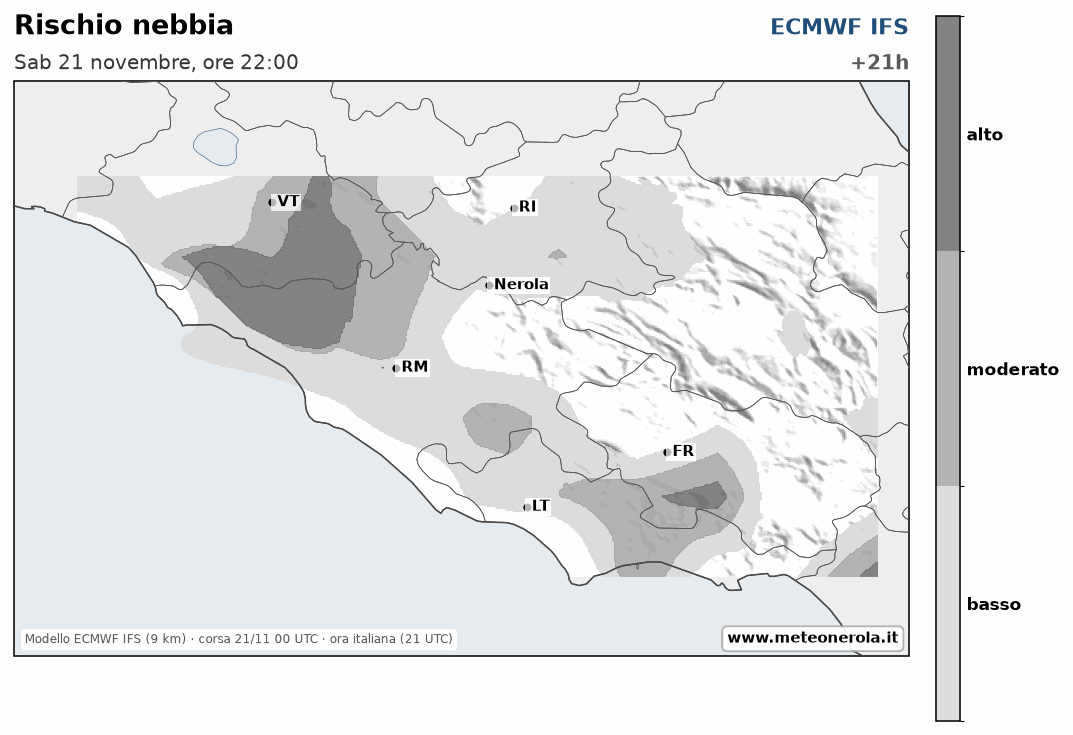 Rischio nebbia
ECMWF IFS
Sab 21 novembre, ore 22:00
+21h
alto
VT
RI
Nerola
moderato
RM
FR
LT
basso
Modello ECMWF IFS (9 km) · corsa 21/11 00 UTC · ora italiana (21 UTC)
www.meteonerola.it